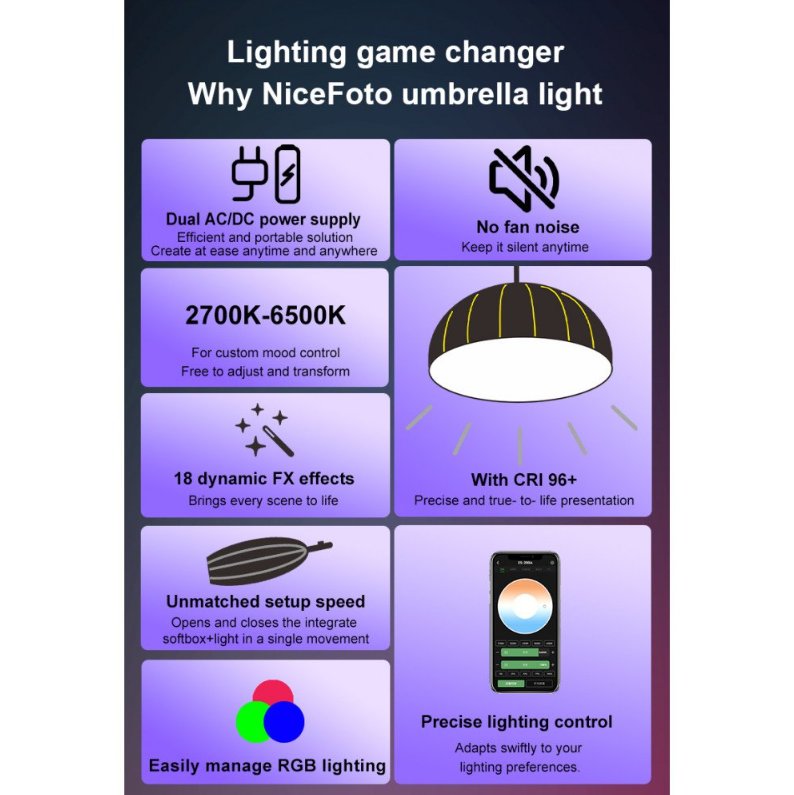 Lighting game changer
Why NiceFoto umbrella light
Dual AC/DC power supply
Efficient and portable solution
Create at ease anytime and anywhere
No fan noise
Keep it silent anytime
2700K-6500K
For custom mood control
Free to adjust and transform
With CRI 96+
Precise and true- to- life presentation
18 dynamic FX effects
Brings every scene to life
Unmatched setup speed
Opens and closes the integrate
softbox+light in a single movement
Precise lighting control
Adapts swiftly to your
lighting preferences.
Easily manage RGB lighting